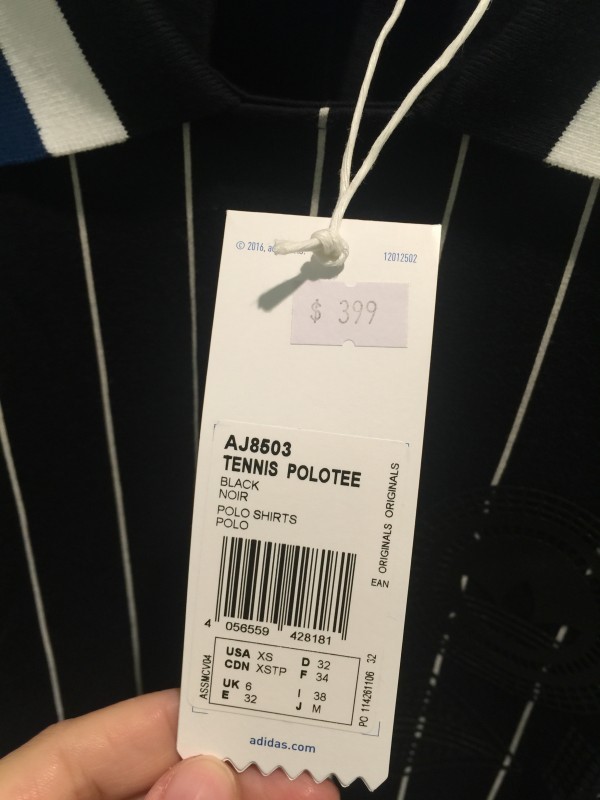 © 2016, a
12012502
$ 399
AJ8503
TENNIS POLOTEE
BLACK
NOIR
POLO SHIRTS
POLO
ORIGINALS ORIGINALS
EAN
4 056559 428181
USA XS D 32
CDN XSTP F 34
UK 6 I 38
E 32 J M
ASSMCV04
PO 114261106 32
adidas.com